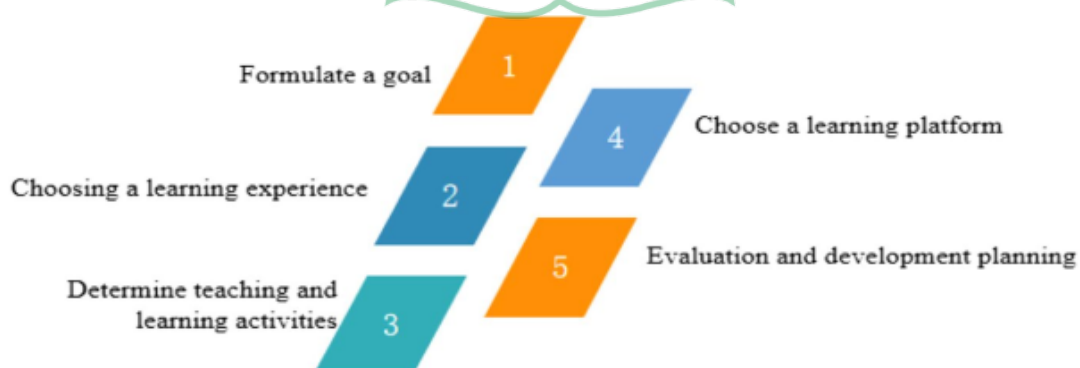 1
Formulate a goal
2
Choosing a learning experience
3
Determine teaching and
learning activities
4
Choose a learning platform
5
Evaluation and development planning